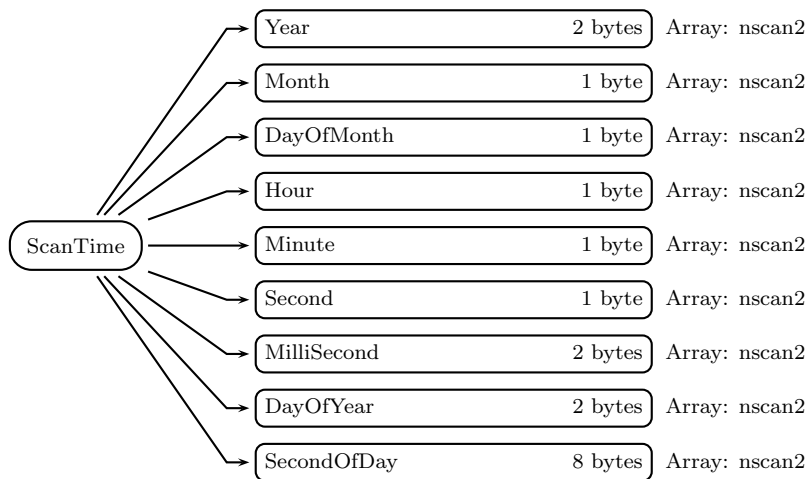 Year 2 bytes Array: nscan2
Month 1 byte Array: nscan2
DayOfMonth 1 byte Array: nscan2
Hour 1 byte Array: nscan2
ScanTime Minute 1 byte Array: nscan2
Second 1 byte Array: nscan2
MilliSecond 2 bytes Array: nscan2
DayOfYear 2 bytes Array: nscan2
SecondOfDay 8 bytes Array: nscan2